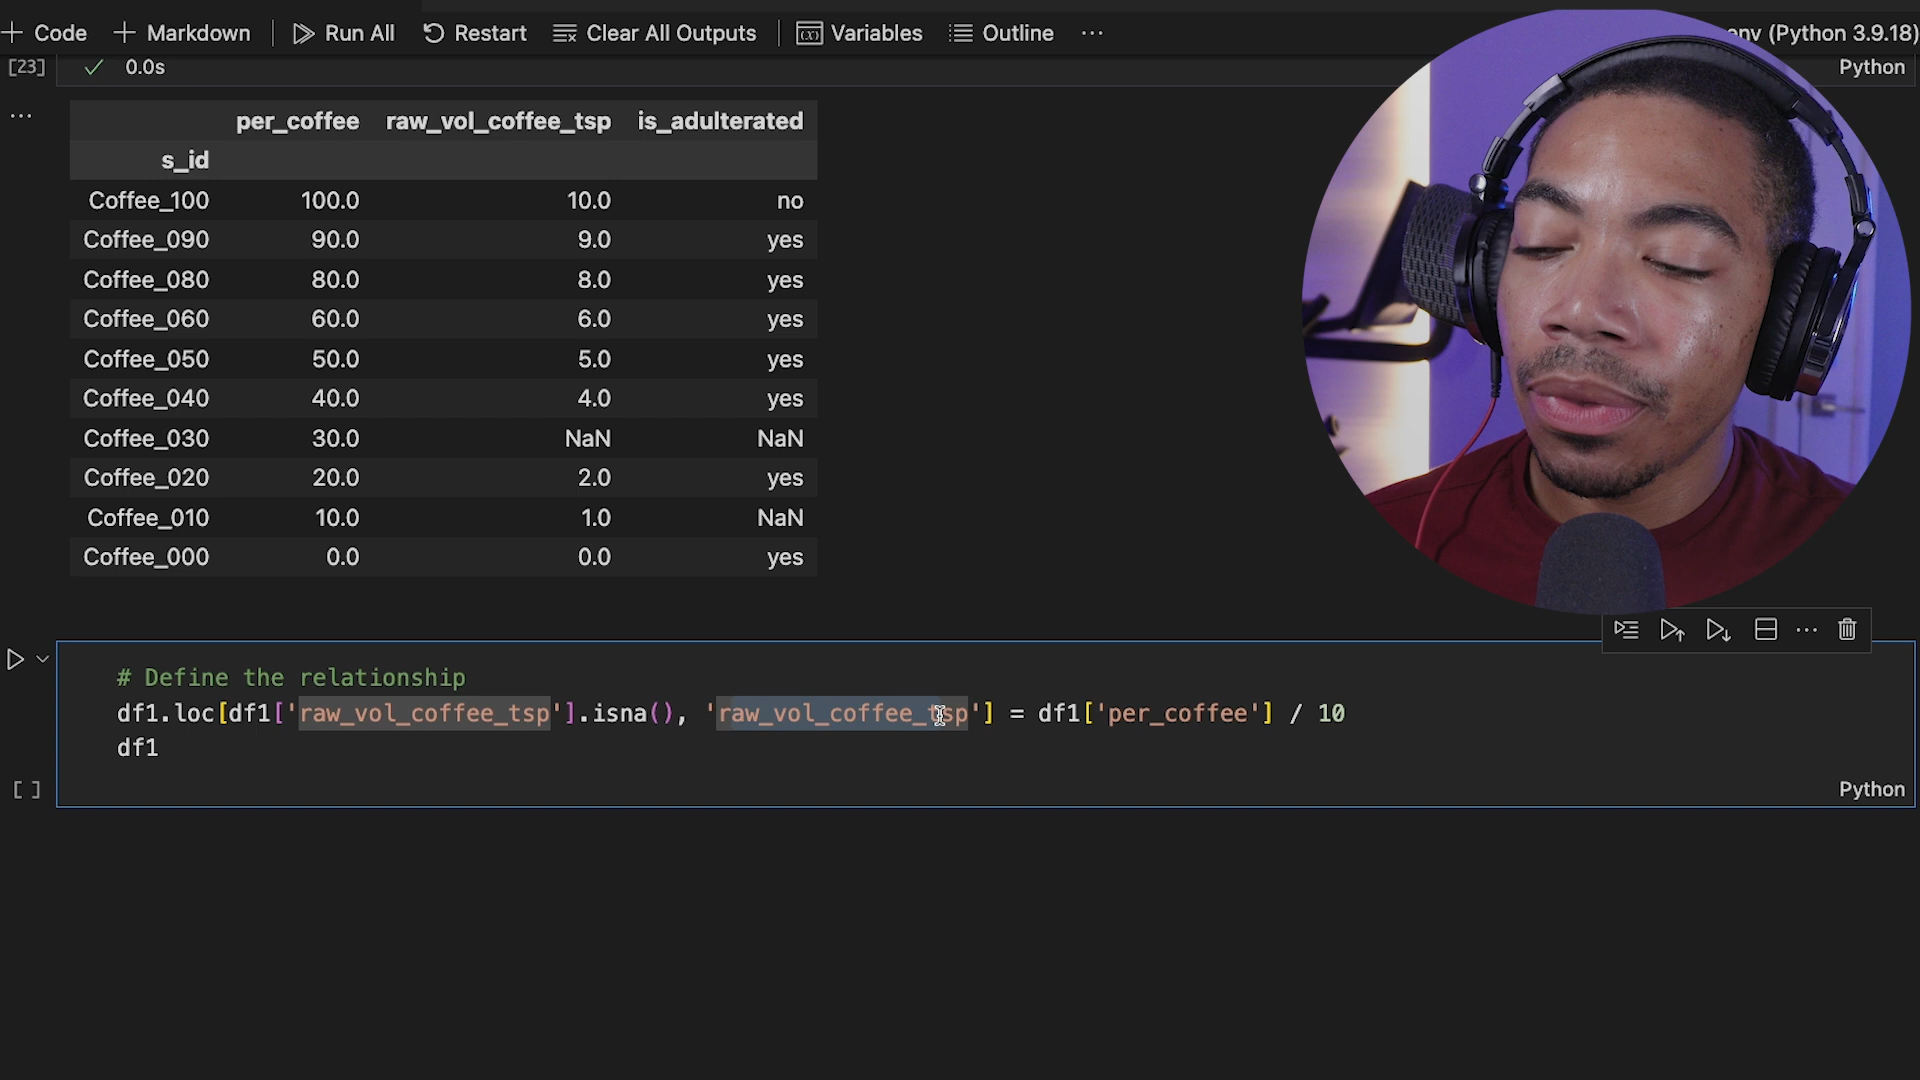 Code Markdown Run All Restart Clear All Outputs Variables Outline ... env (Python 3.9.18)
[23] 0.0s Python
per_coffee raw_vol_coffee_tsp is_adulterated
s_id
Coffee_100 100.0 10.0 no
Coffee_090 90.0 9.0 yes
Coffee_080 80.0 8.0 yes
Coffee_060 60.0 6.0 yes
Coffee_050 50.0 5.0 yes
Coffee_040 40.0 4.0 yes
Coffee_030 30.0 NaN NaN
Coffee_020 20.0 2.0 yes
Coffee_010 10.0 1.0 NaN
Coffee_000 0.0 0.0 yes
# Define the relationship
df1.loc[df1['raw_vol_coffee_tsp'].isna(), 'raw_vol_coffee_tsp'] = df1['per_coffee'] / 10
df1
[ ] Python